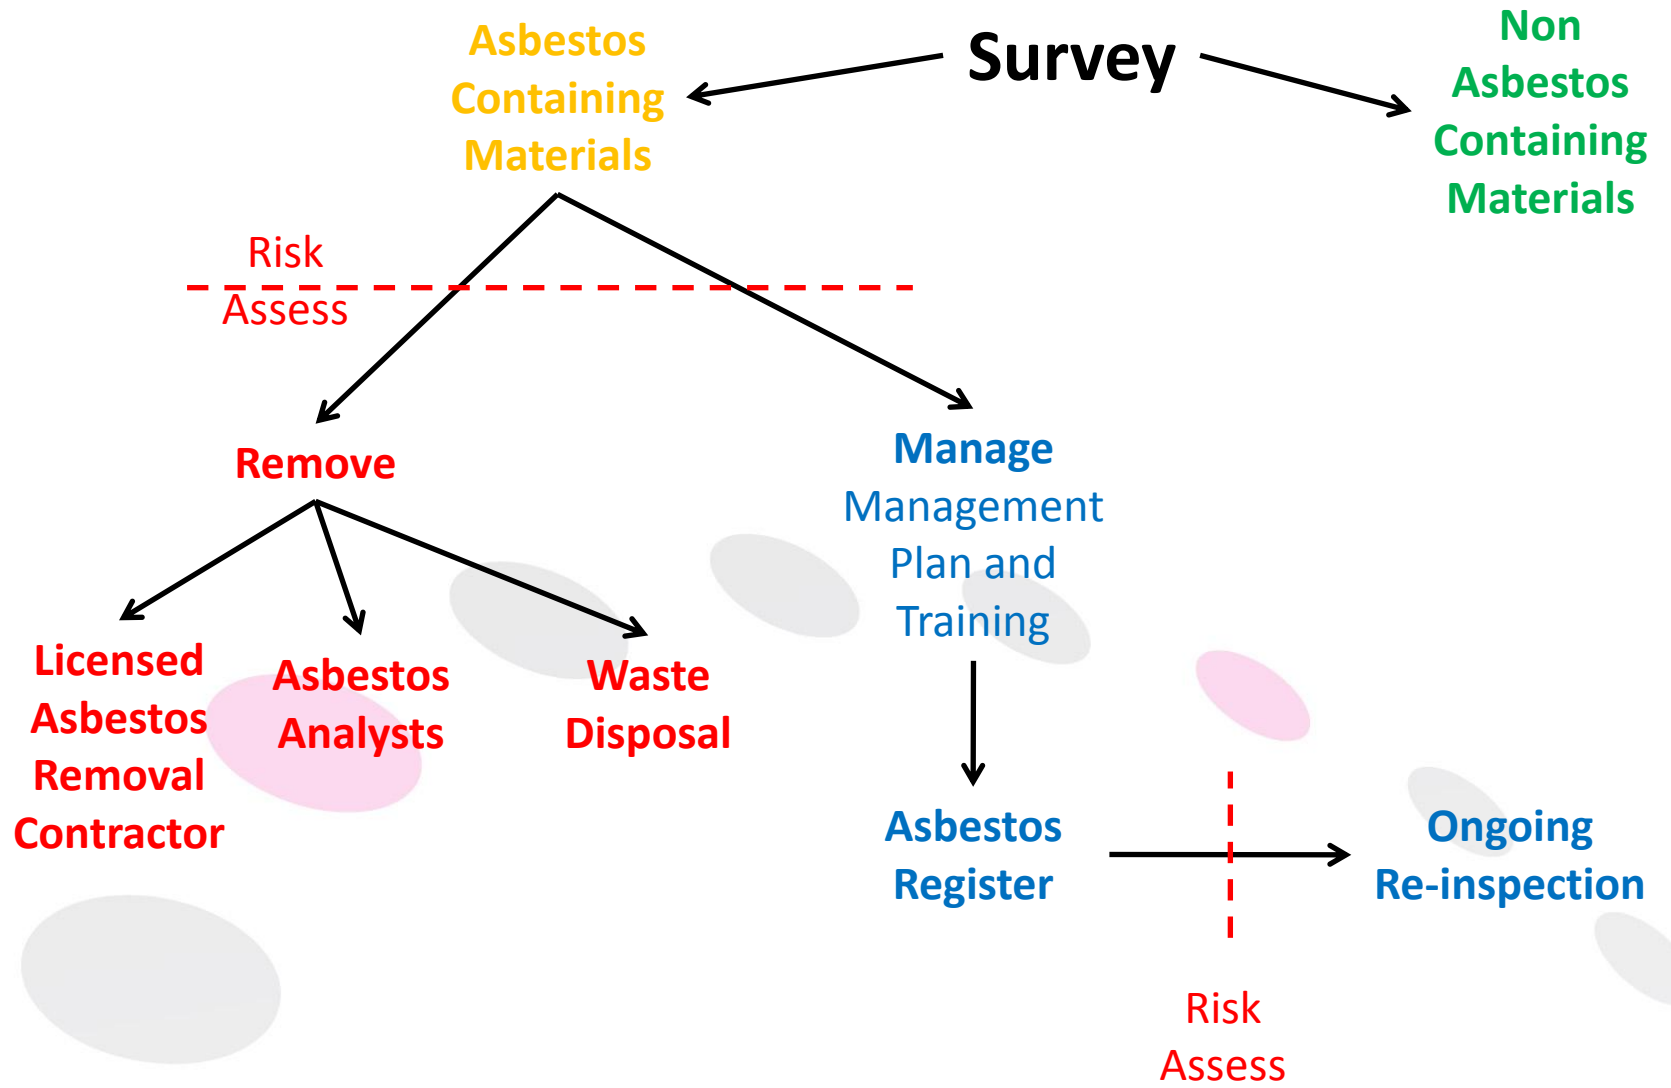 Survey
Asbestos
Containing
Materials
Non
Asbestos
Containing
Materials
Risk
Assess
Remove
Manage
Management
Plan and
Training
Licensed
Asbestos
Removal
Contractor
Asbestos
Analysts
Waste
Disposal
Asbestos
Register
Ongoing
Re-inspection
Risk
Assess